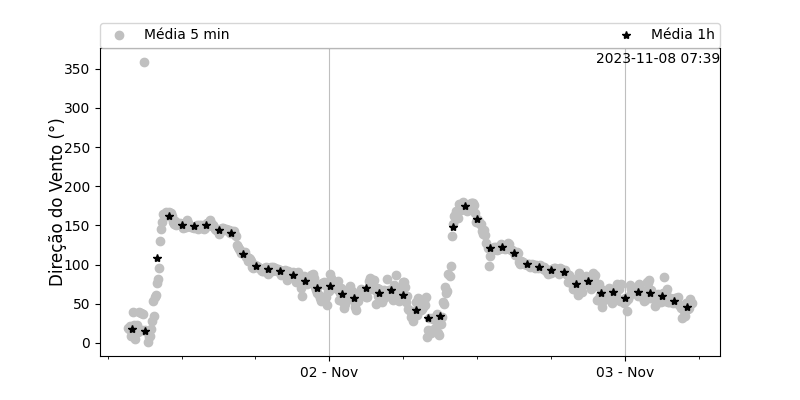 Média 5 min
Média 1h
2023-11-08 07:39
Direção do Vento (°)
350
300
250
200
150
100
50
0
02 - Nov
03 - Nov